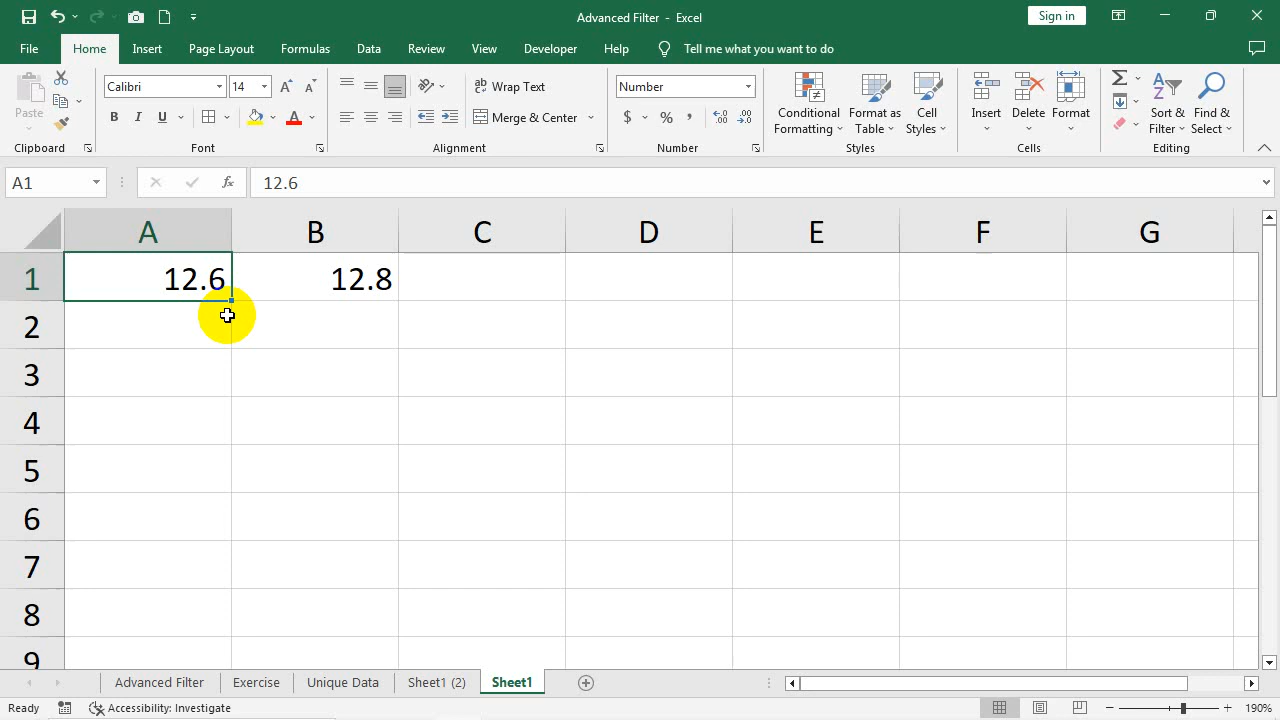 Advanced Filter - Excel
Sign in
File Home Insert Page Layout Formulas Data Review View Developer Help Tell me what you want to do
Paste
Clipboard
Calibri 14
B I U A
Font
ab Wrap Text
Merge & Center
Alignment
Number
$ % ,
Number
Conditional Formatting
Format as Table
Cell Styles
Styles
Insert
Delete
Format
Cells
Sort & Filter
Find & Select
Editing
A1 fx 12.6
A B C D E F G
1 12.6 12.8
2
3
4
5
6
7
8
9
Advanced Filter Exercise Unique Data Sheet1 (2) Sheet1
Ready Accessibility: Investigate 190%